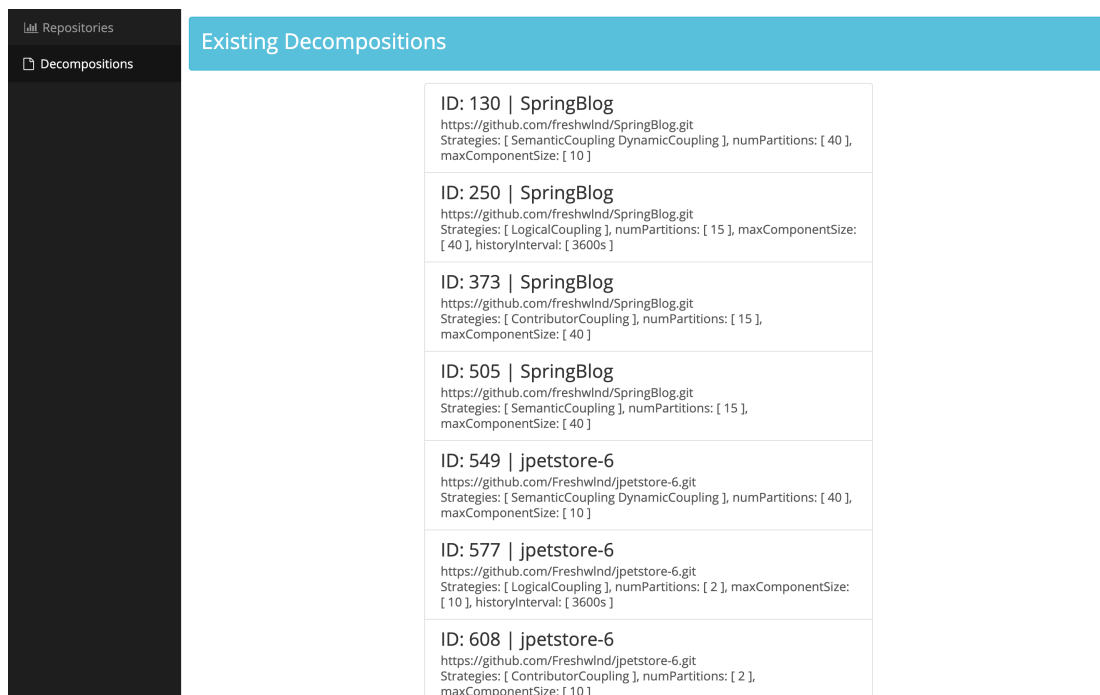 Repositories
Decompositions
Existing Decompositions
ID: 130 | SpringBlog
https://github.com/freshwlnd/SpringBlog.git
Strategies: [ SemanticCoupling DynamicCoupling ], numPartitions: [ 40 ],
maxComponentSize: [ 10 ]
ID: 250 | SpringBlog
https://github.com/freshwlnd/SpringBlog.git
Strategies: [ LogicalCoupling ], numPartitions: [ 15 ], maxComponentSize:
[ 40 ], historyInterval: [ 3600s ]
ID: 373 | SpringBlog
https://github.com/freshwlnd/SpringBlog.git
Strategies: [ ContributorCoupling ], numPartitions: [ 15 ],
maxComponentSize: [ 40 ]
ID: 505 | SpringBlog
https://github.com/freshwlnd/SpringBlog.git
Strategies: [ SemanticCoupling ], numPartitions: [ 15 ],
maxComponentSize: [ 40 ]
ID: 549 | jpetstore-6
https://github.com/Freshwlnd/jpetstore-6.git
Strategies: [ SemanticCoupling DynamicCoupling ], numPartitions: [ 40 ],
maxComponentSize: [ 10 ]
ID: 577 | jpetstore-6
https://github.com/Freshwlnd/jpetstore-6.git
Strategies: [ LogicalCoupling ], numPartitions: [ 2 ], maxComponentSize:
[ 10 ], historyInterval: [ 3600s ]
ID: 608 | jpetstore-6
https://github.com/Freshwlnd/jpetstore-6.git
Strategies: [ ContributorCoupling ], numPartitions: [ 2 ],
maxComponentSize: [ 10 ]